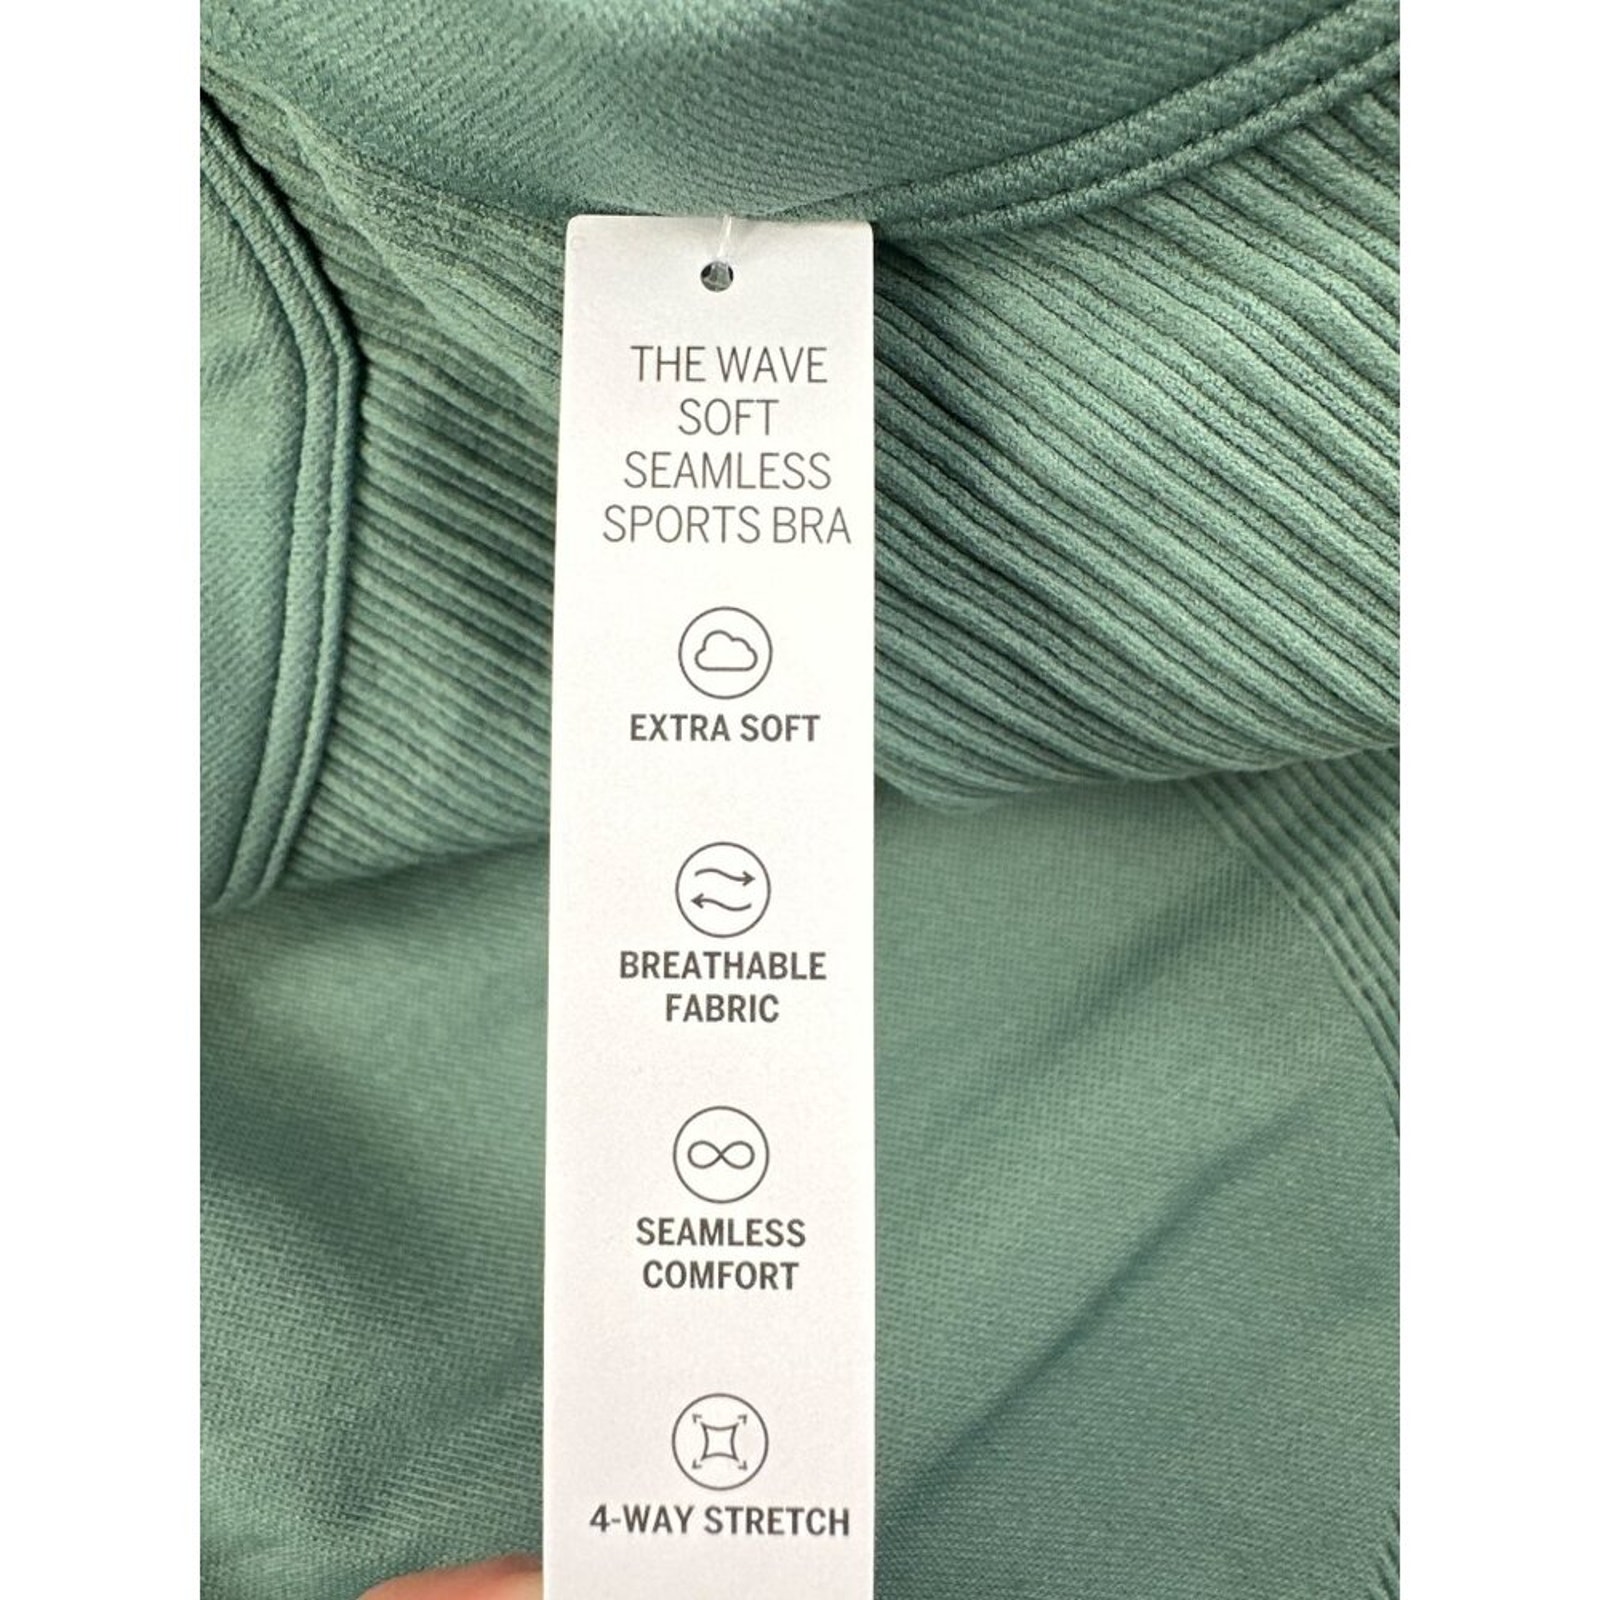 THE WAVE
SOFT
SEAMLESS
SPORTS BRA
EXTRA SOFT
BREATHABLE
FABRIC
SEAMLESS
COMFORT
4-WAY STRETCH